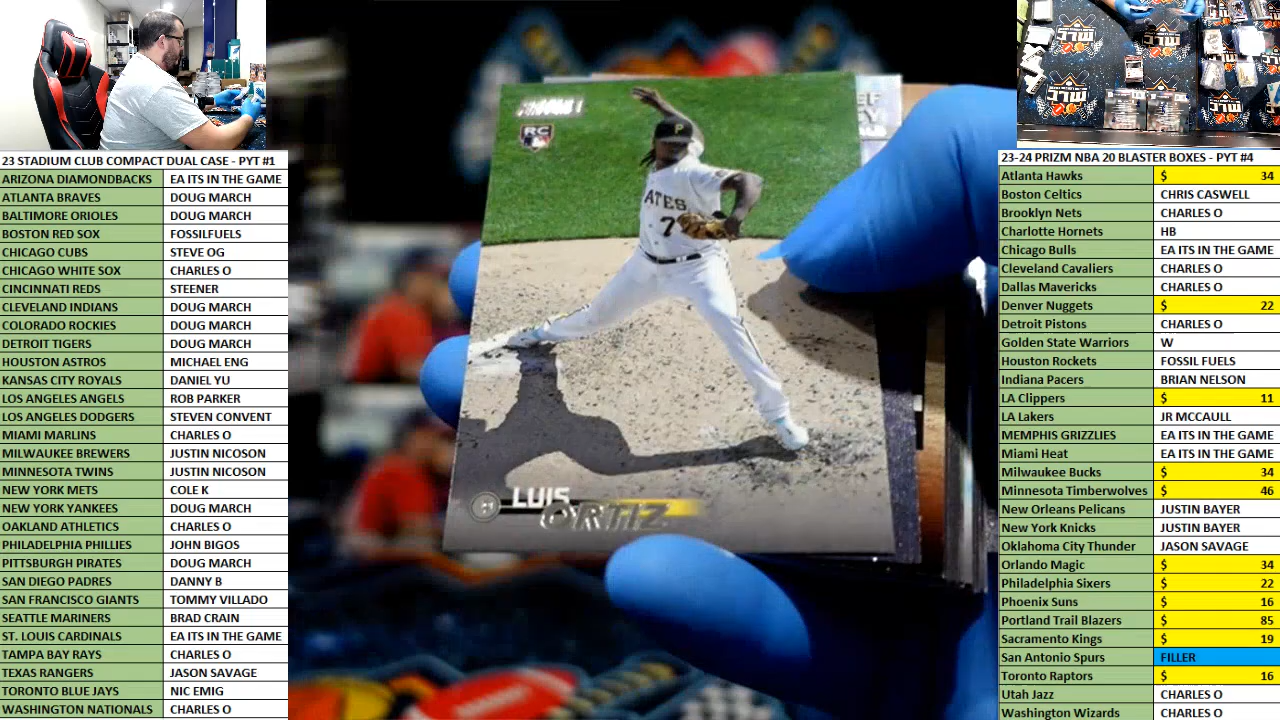 23 STADIUM CLUB COMPACT DUAL CASE - PYT #1
ARIZONA DIAMONDBACKS EA ITS IN THE GAME
ATLANTA BRAVES DOUG MARCH
BALTIMORE ORIOLES DOUG MARCH
BOSTON RED SOX FOSSILFUELS
CHICAGO CUBS STEVE OG
CHICAGO WHITE SOX CHARLES O
CINCINNATI REDS STEENER
CLEVELAND INDIANS DOUG MARCH
COLORADO ROCKIES DOUG MARCH
DETROIT TIGERS DOUG MARCH
HOUSTON ASTROS MICHAEL ENG
KANSAS CITY ROYALS DANIEL YU
LOS ANGELES ANGELS ROB PARKER
LOS ANGELES DODGERS STEVEN CONVENT
MIAMI MARLINS CHARLES O
MILWAUKEE BREWERS JUSTIN NICOSON
MINNESOTA TWINS JUSTIN NICOSON
NEW YORK METS COLE K
NEW YORK YANKEES DOUG MARCH
OAKLAND ATHLETICS CHARLES O
PHILADELPHIA PHILLIES JOHN BIGOS
PITTSBURGH PIRATES DOUG MARCH
SAN DIEGO PADRES DANNY B
SAN FRANCISCO GIANTS TOMMY VILLADO
SEATTLE MARINERS BRAD CRAIN
ST. LOUIS CARDINALS EA ITS IN THE GAME
TAMPA BAY RAYS CHARLES O
TEXAS RANGERS JASON SAVAGE
TORONTO BLUE JAYS NIC EMIG
WASHINGTON NATIONALS CHARLES O
RC
P
ATES
7
LUIS
ORTIZ
23-24 PRIZM NBA 20 BLASTER BOXES - PYT #4
Atlanta Hawks $ 34
Boston Celtics CHRIS CASWELL
Brooklyn Nets CHARLES O
Charlotte Hornets HB
Chicago Bulls EA ITS IN THE GAME
Cleveland Cavaliers CHARLES O
Dallas Mavericks CHARLES O
Denver Nuggets $ 22
Detroit Pistons CHARLES O
Golden State Warriors W
Houston Rockets FOSSIL FUELS
Indiana Pacers BRIAN NELSON
LA Clippers $ 11
LA Lakers JR MCCAULL
MEMPHIS GRIZZLIES EA ITS IN THE GAME
Miami Heat EA ITS IN THE GAME
Milwaukee Bucks $ 34
Minnesota Timberwolves $ 46
New Orleans Pelicans JUSTIN BAYER
New York Knicks JUSTIN BAYER
Oklahoma City Thunder JASON SAVAGE
Orlando Magic $ 34
Philadelphia Sixers $ 22
Phoenix Suns $ 16
Portland Trail Blazers $ 85
Sacramento Kings $ 19
San Antonio Spurs FILLER
Toronto Raptors $ 16
Utah Jazz CHARLES O
Washington Wizards CHARLES O